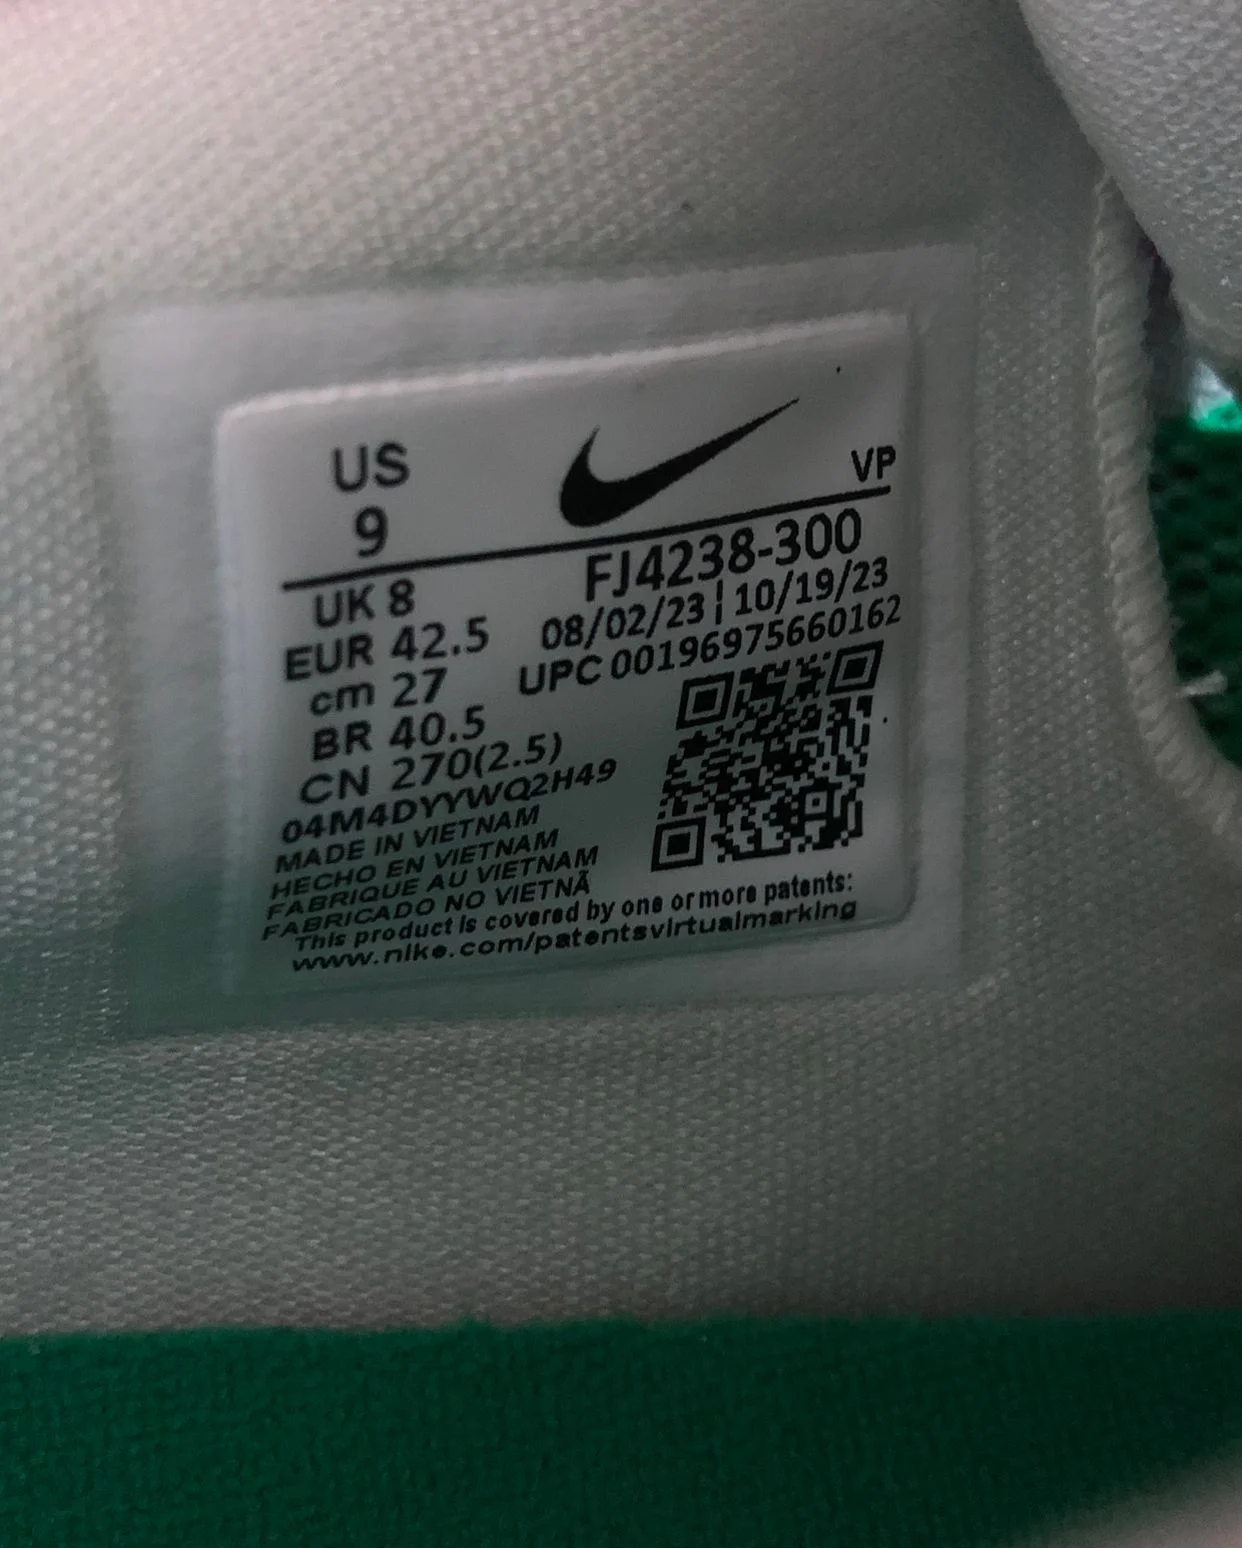 US
9
VP
UK 8
FJ4238-300
EUR 42.5
08/02/23 | 10/19/23
cm 27
UPC 00196975660162
BR 40.5
CN 270(2.5)
04M4DYYWQ2H49
MADE IN VIETNAM
HECHO EN VIETNAM
FABRIQUE AU VIETNAM
FABRICADO NO VIETNÃ
This product is covered by one or more patents:
www.nike.com/patentsvirtualmarking